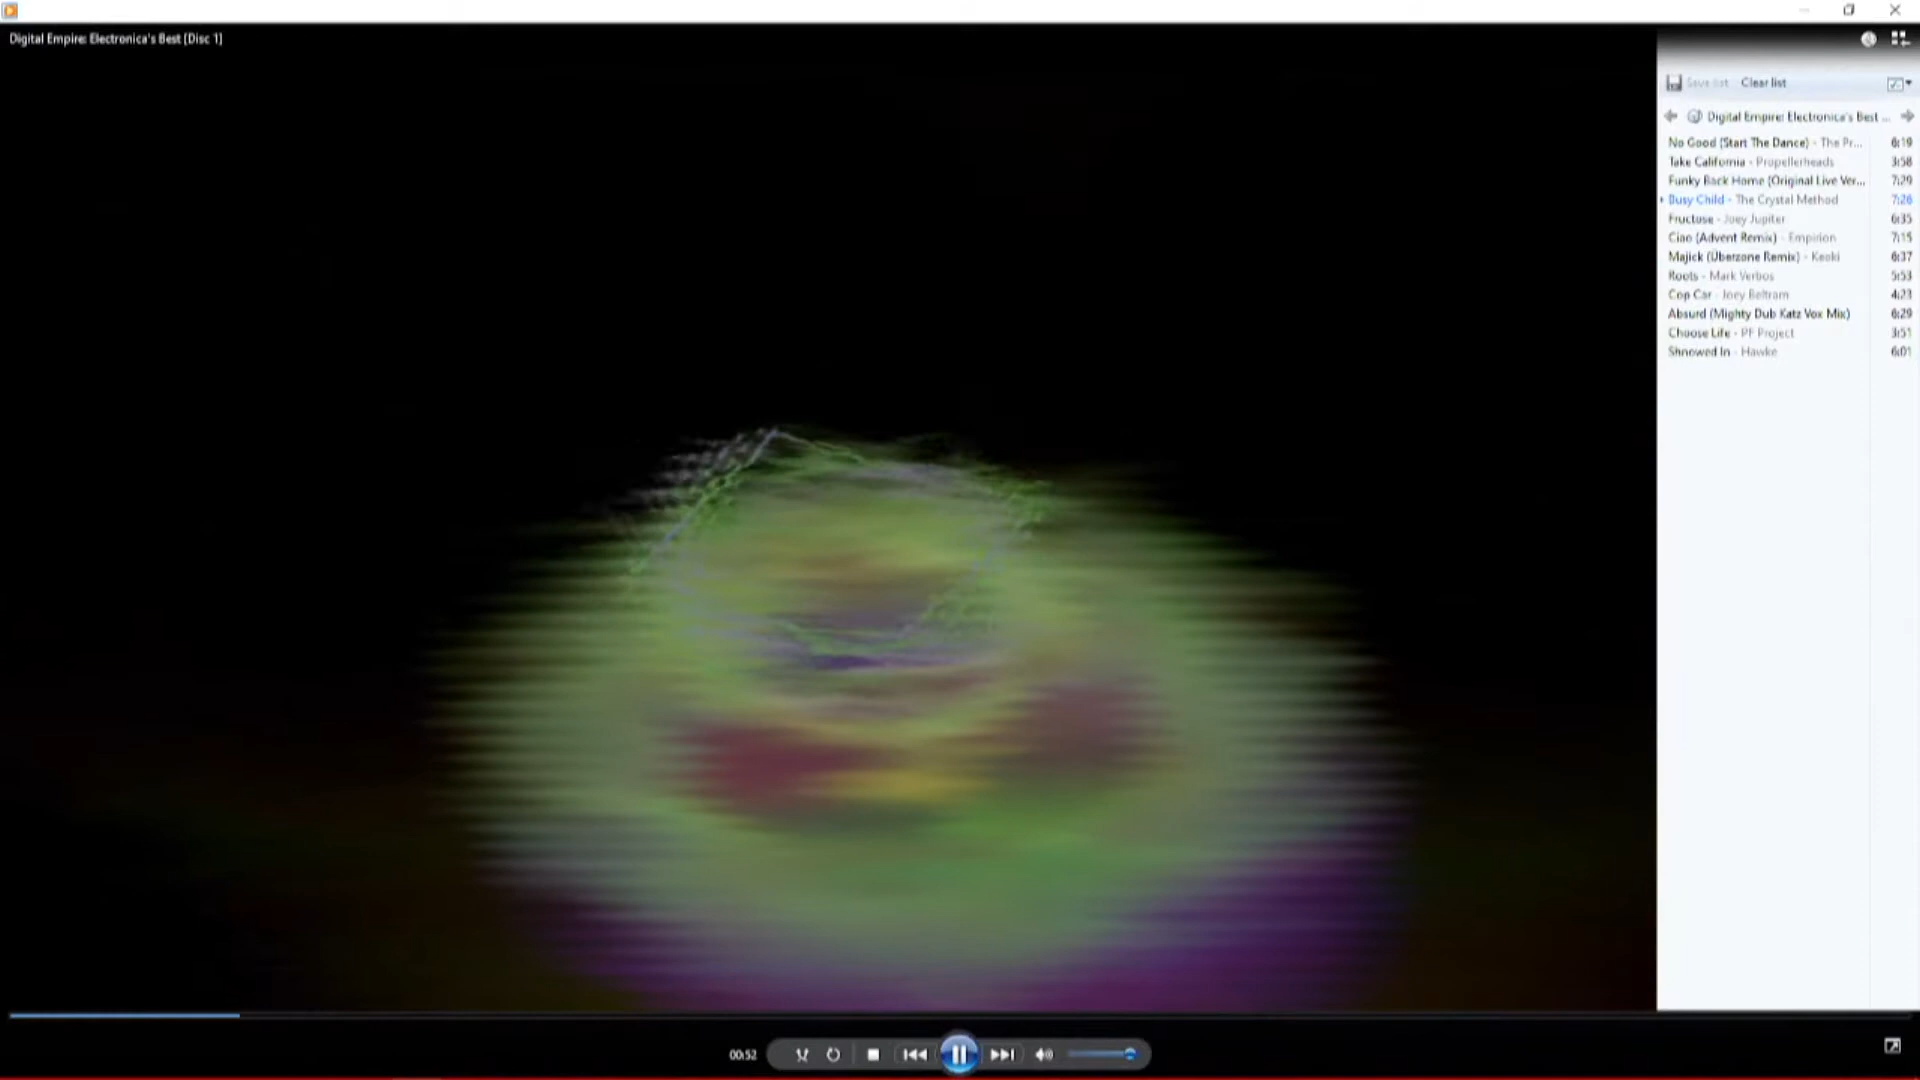 Digital Empire: Electronica's Best [Disc 1]
Save list Clear list
Digital Empire: Electronica's Best ...
No Good (Start The Dance) - The Pr... 6:19
Take California - Propellerheads 3:58
Funky Back Home (Original Live Ver... 7:29
Busy Child - The Crystal Method 7:26
Fructose - Joey Jupiter 6:35
Ciao (Advent Remix) - Empirion 7:15
Majick (Überzone Remix) - Keoki 6:37
Roots - Mark Verbos 5:53
Cop Car - Joey Beltram 4:23
Absurd (Mighty Dub Katz Vox Mix) 6:29
Choose Life - PF Project 3:51
Shnowed In - Hawke 6:01
00:52